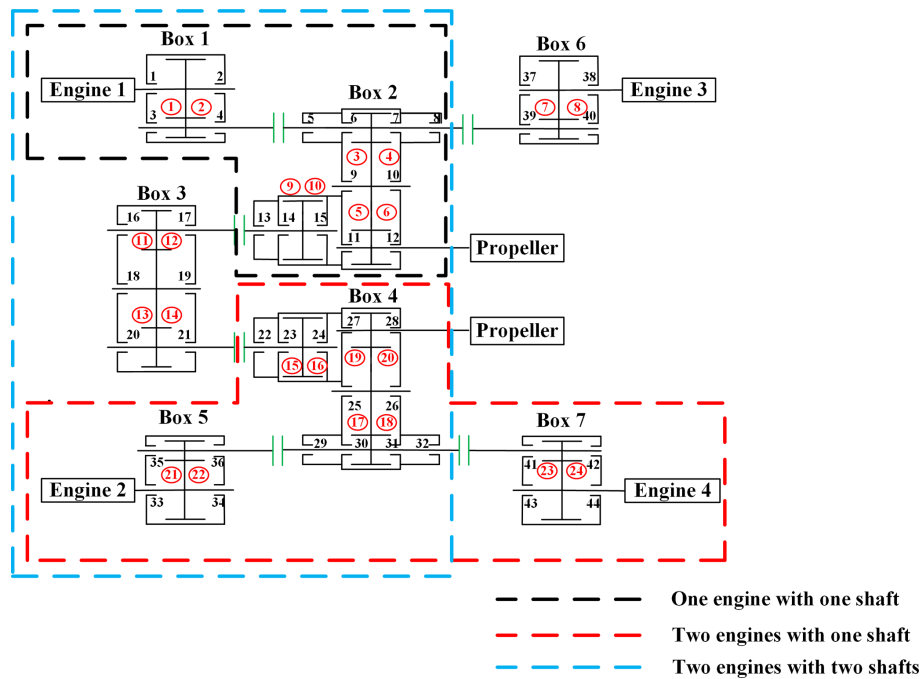 Box 1
Box 6
1 2
37 38
Engine 1
Engine 3
Box 2
① ②
⑦ ⑧
3 4
5 6 7 8
39 40
③ ④
9 10
Box 3
⑨ ⑩
16 17
13 14 15
⑤ ⑥
⑪ ⑫
11 12
Propeller
18 19
Box 4
⑬ ⑭
27 28
20 21
22 23 24
Propeller
⑮ ⑯
⑲ ⑳
25 26
Box 5
⑰ ⑱
Box 7
29 30 31 32
35 36
41 42
㉑ ㉒
㉓ ㉔
Engine 2
Engine 4
33 34
43 44
One engine with one shaft
Two engines with one shaft
Two engines with two shafts